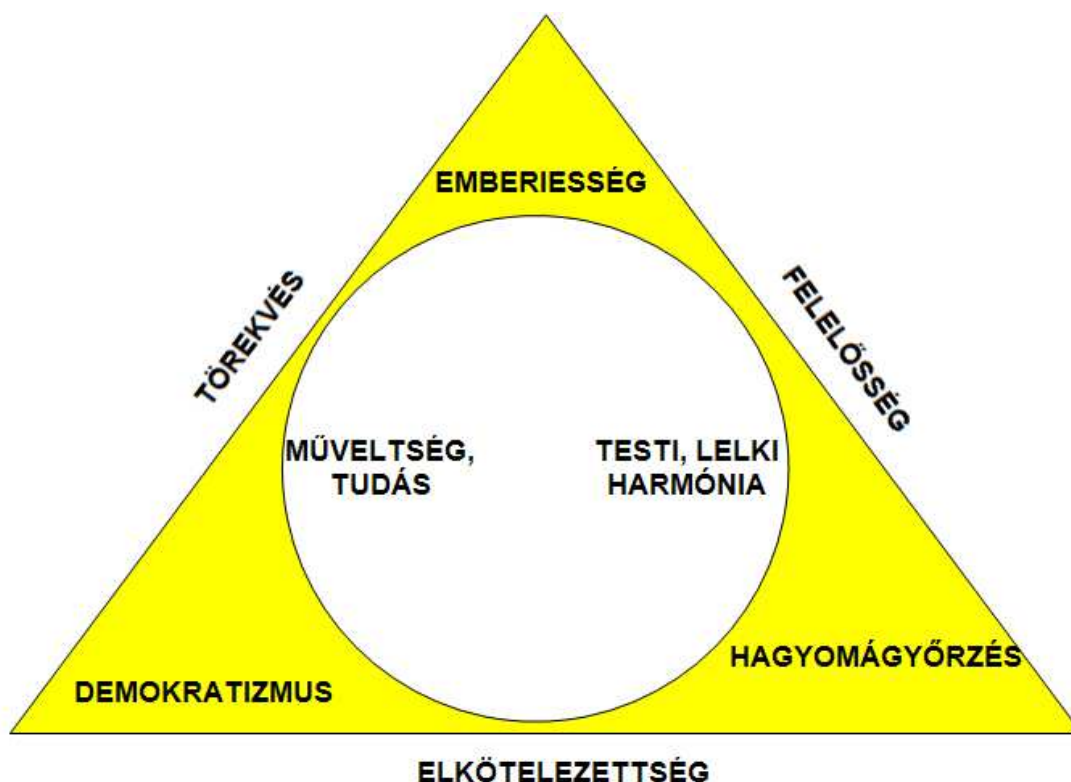 EMBERIESSÉG
TÖREKVÉS
FELELŐSSÉG
MŰVELTSÉG,
TUDÁS
TESTI, LELKI
HARMÓNIA
HAGYOMÁGYŐRZÉS
DEMOKRATIZMUS
ELKÖTELEZETTSÉG